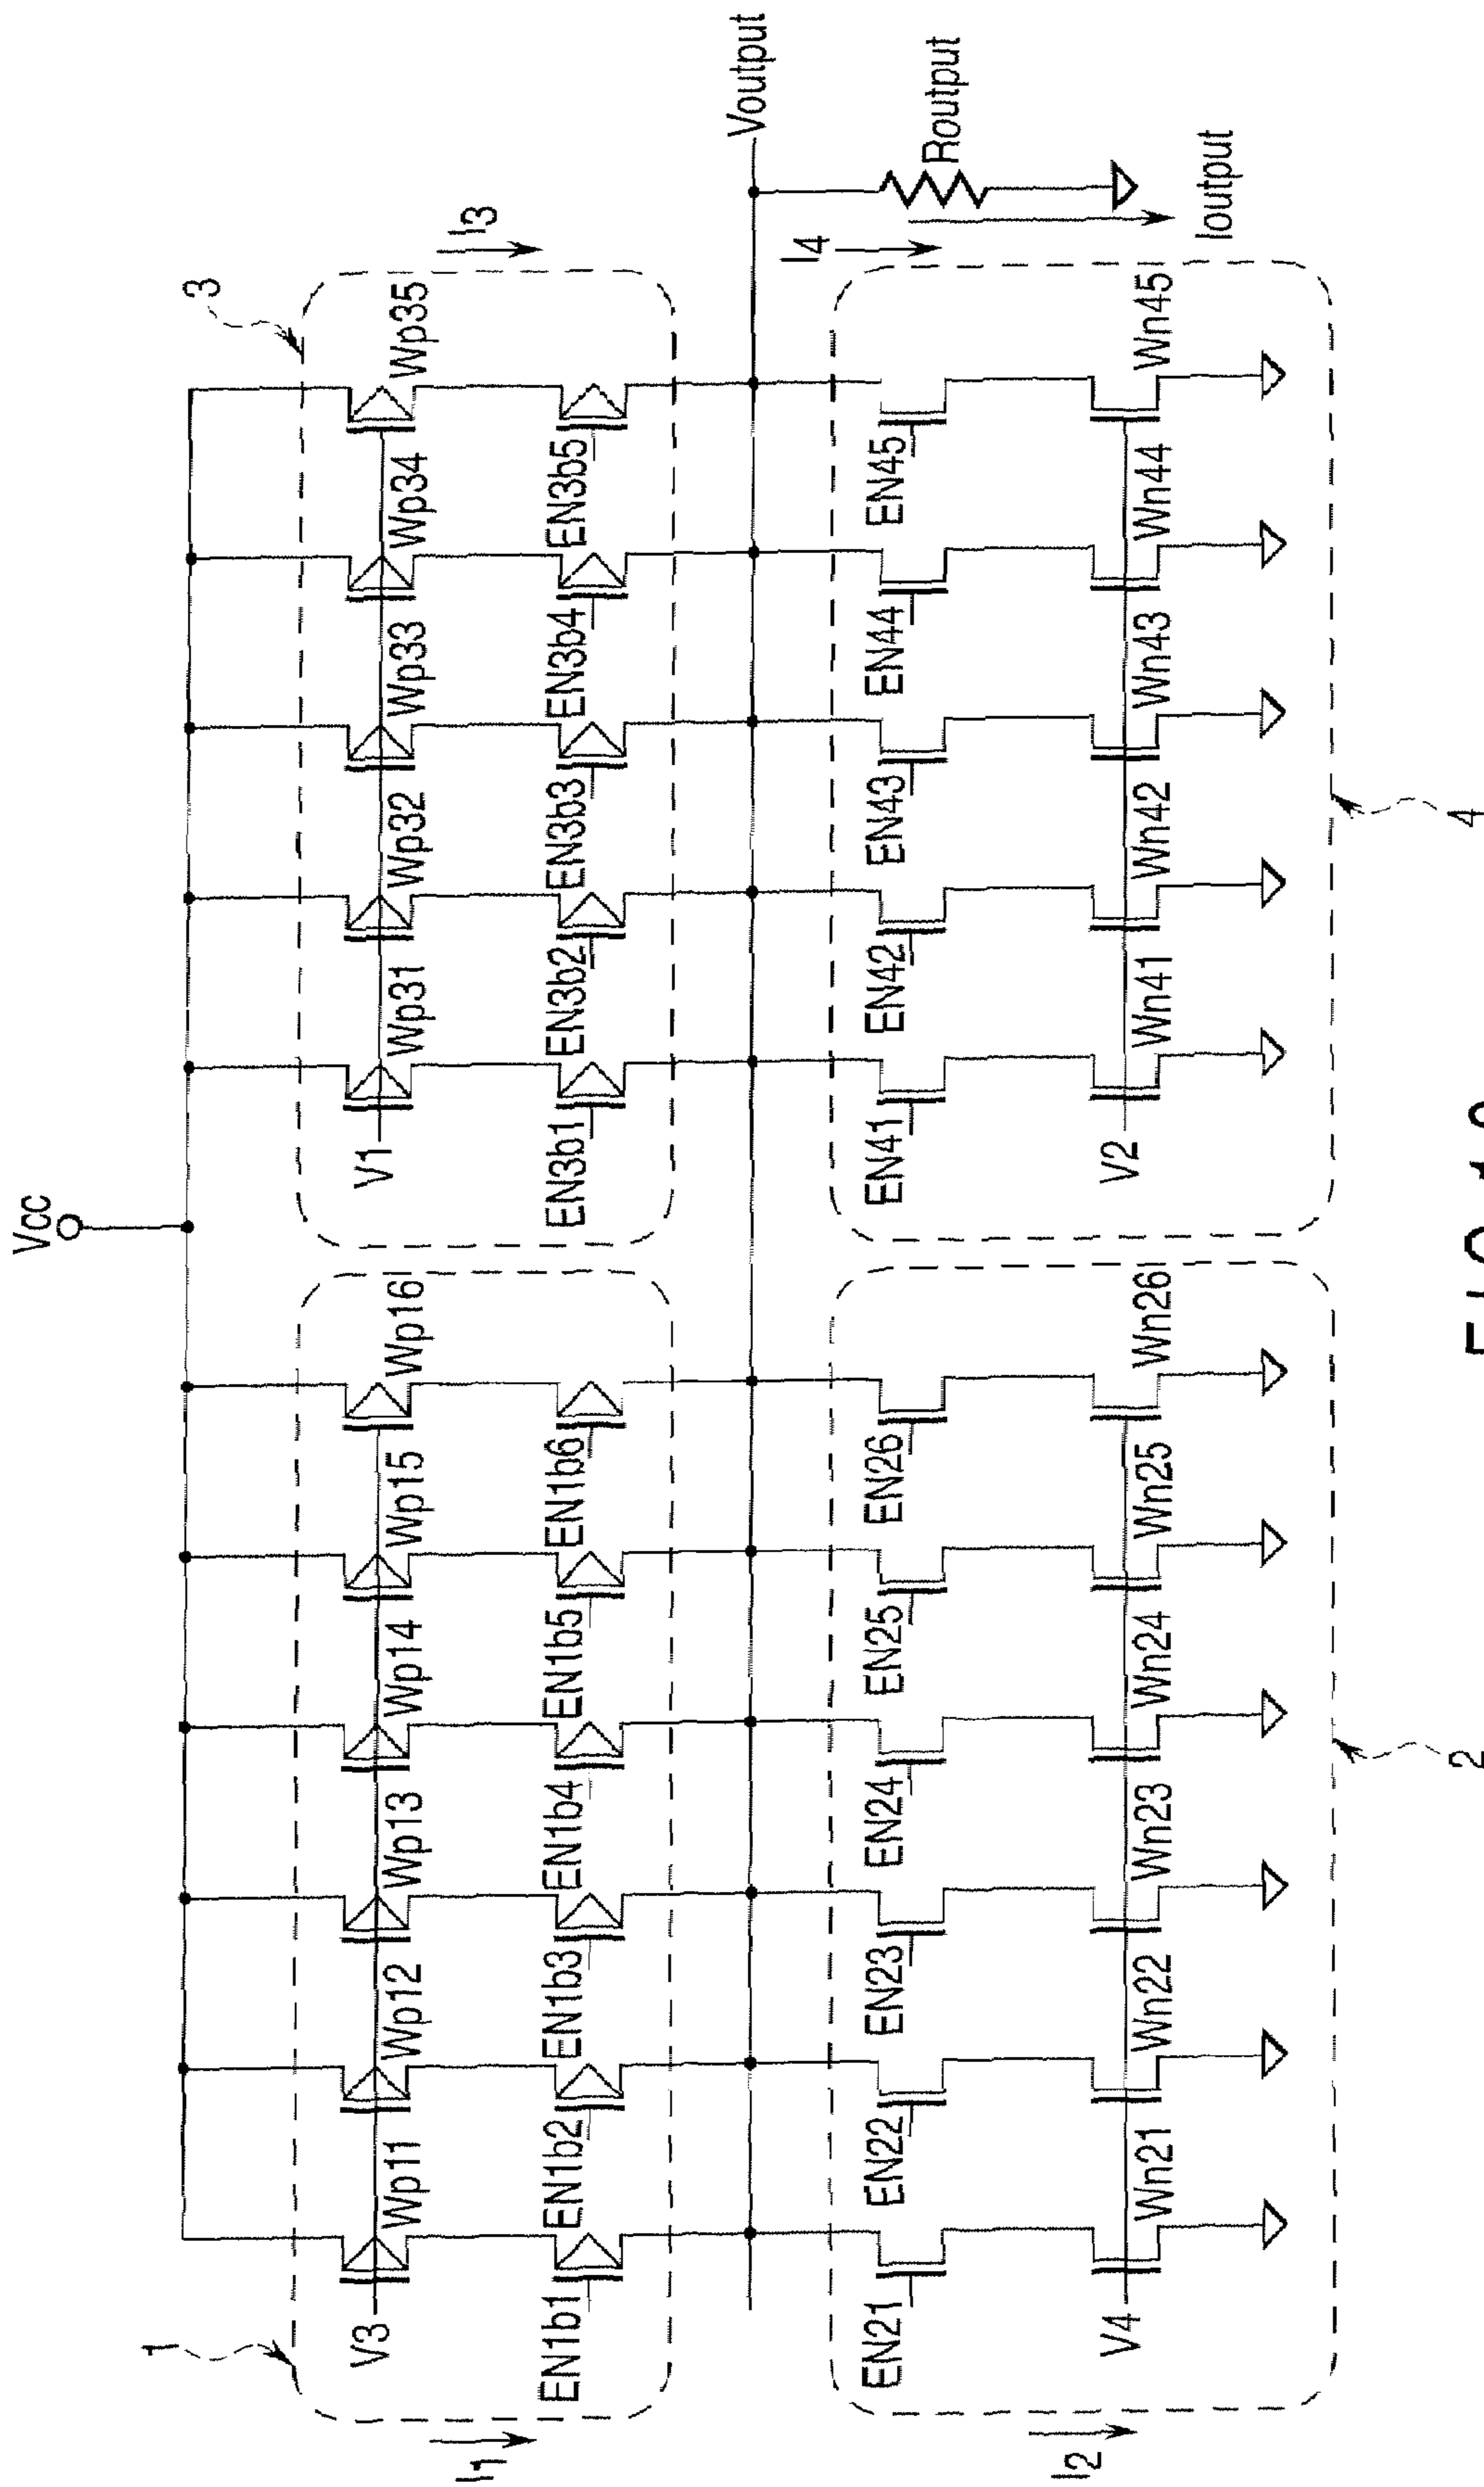 Vcc
1
3
I1
V3
Wp11
Wp12
Wp13
Wp14
Wp15
Wp16
V1
Wp31
Wp32
Wp33
Wp34
Wp35
I3
EN1b1
EN1b2
EN1b3
EN1b4
EN1b5
EN1b6
EN3b1
EN3b2
EN3b3
EN3b4
EN3b5
Voutput
I2
I4
EN21
EN22
EN23
EN24
EN25
EN26
EN41
EN42
EN43
EN44
EN45
Routput
V4
Wn21
Wn22
Wn23
Wn24
Wn25
Wn26
V2
Wn41
Wn42
Wn43
Wn44
Wn45
Ioutput
2
4